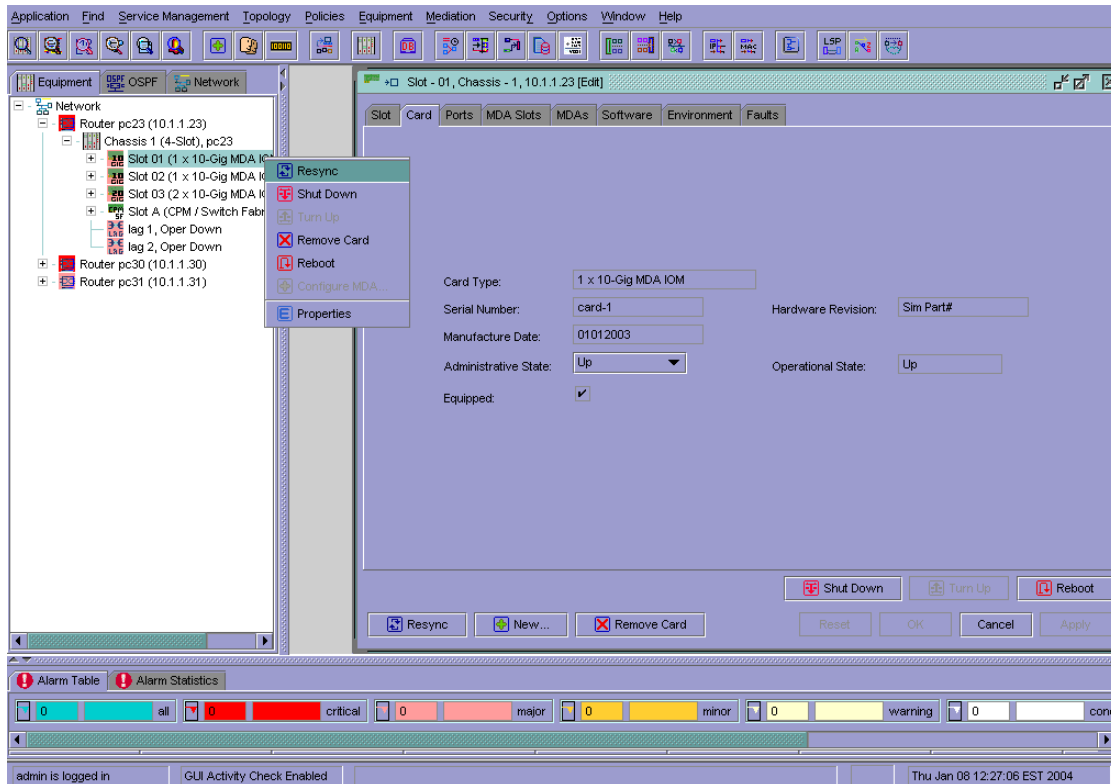 Application Find Service Management Topology Policies Equipment Mediation Security Options Window Help
Equipment OSPF Network
Slot - 01, Chassis - 1, 10.1.1.23 [Edit]
Network
Router pc23 (10.1.1.23)
Chassis 1 (4-Slot), pc23
Slot 01 (1 x 10-Gig MDA IOM
Slot 02 (1 x 10-Gig MDA I
Slot 03 (2 x 10-Gig MDA I
Slot A (CPM / Switch Fabr
lag 1, Oper Down
lag 2, Oper Down
Router pc30 (10.1.1.30)
Router pc31 (10.1.1.31)
Resync
Shut Down
Turn Up
Remove Card
Reboot
Configure MDA...
Properties
Slot Card Ports MDA Slots MDAs Software Environment Faults
Card Type: 1 x 10-Gig MDA IOM
Serial Number: card-1 Hardware Revision: Sim Part#
Manufacture Date: 01012003
Administrative State: Up Operational State: Up
Equipped:
Shut Down Turn Up Reboot
Resync New... Remove Card Reset OK Cancel Apply
Alarm Table Alarm Statistics
0 all 0 critical 0 major 0 minor 0 warning 0 con
admin is logged in GUI Activity Check Enabled Thu Jan 08 12:27:06 EST 2004